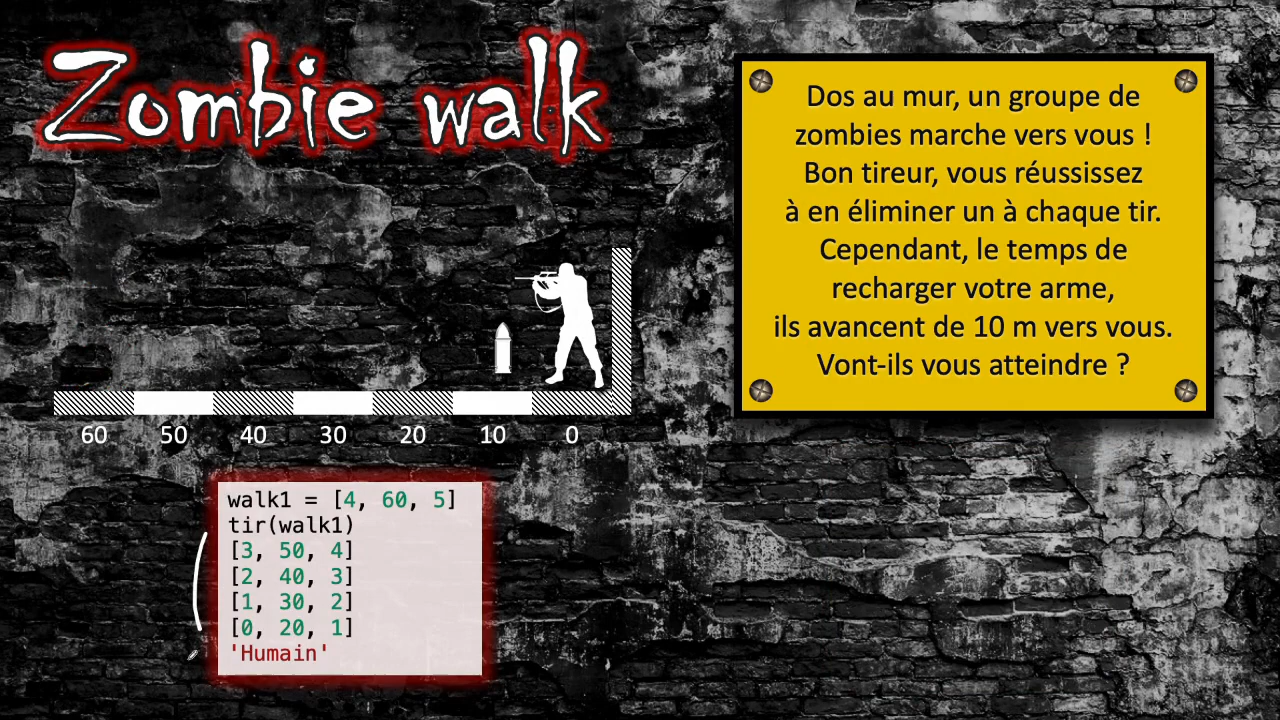 Zombie walk
Dos au mur, un groupe de
zombies marche vers vous !
Bon tireur, vous réussissez
à en éliminer un à chaque tir.
Cependant, le temps de
recharger votre arme,
ils avancent de 10 m vers vous.
Vont-ils vous atteindre ?
60 50 40 30 20 10 0
walk1 = [4, 60, 5]
tir(walk1)
[3, 50, 4]
[2, 40, 3]
[1, 30, 2]
[0, 20, 1]
'Humain'